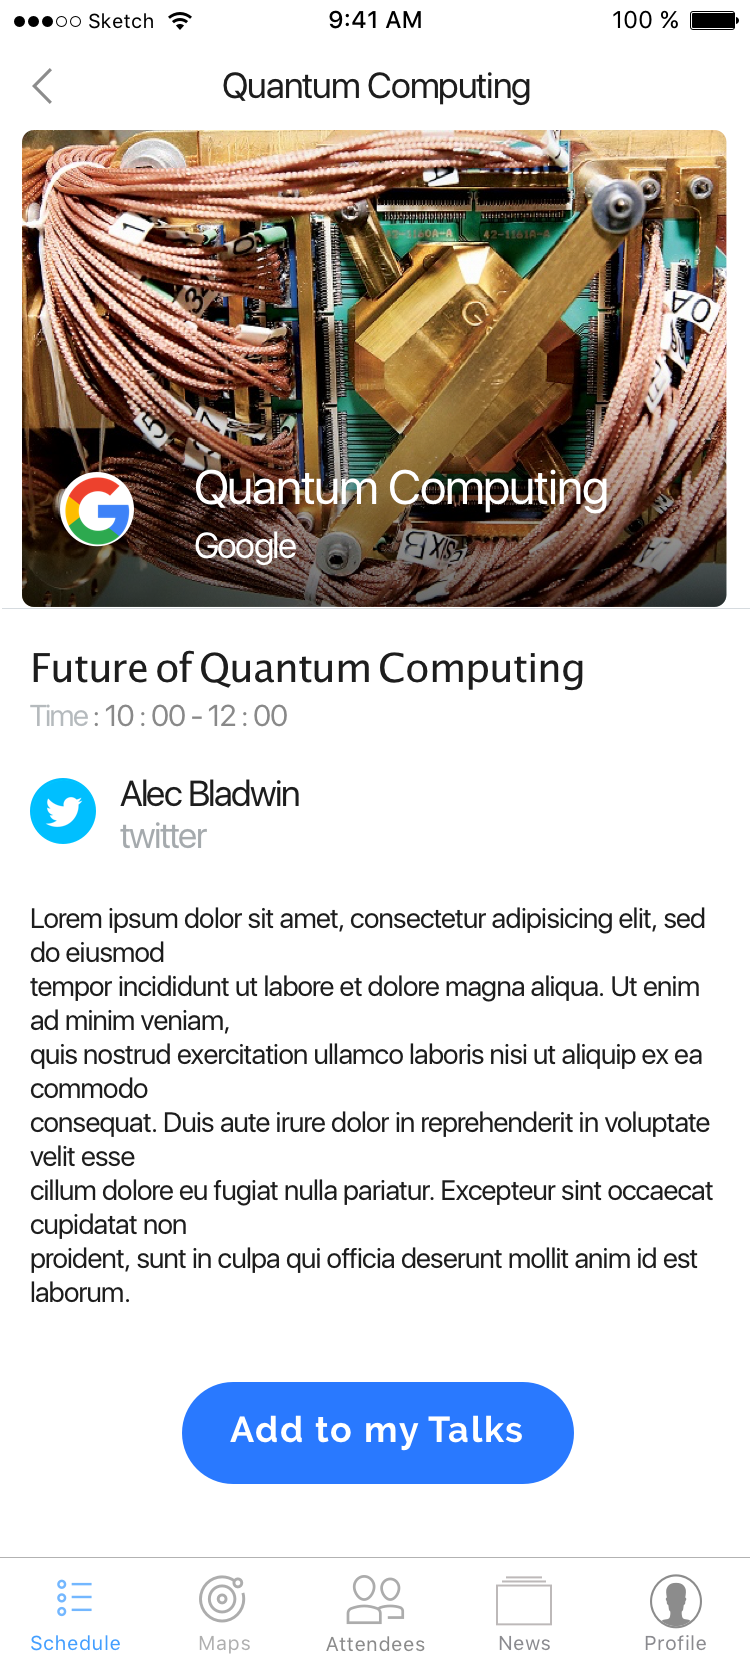 Sketch 9:41 AM 100 %
Quantum Computing
42-1161A-A
Quantum Computing
Google
Future of Quantum Computing
Time : 10 : 00 - 12 : 00
Alec Bladwin
twitter
Lorem ipsum dolor sit amet, consectetur adipisicing elit, sed
do eiusmod
tempor incididunt ut labore et dolore magna aliqua. Ut enim
ad minim veniam,
quis nostrud exercitation ullamco laboris nisi ut aliquip ex ea
commodo
consequat. Duis aute irure dolor in reprehenderit in voluptate
velit esse
cillum dolore eu fugiat nulla pariatur. Excepteur sint occaecat
cupidatat non
proident, sunt in culpa qui officia deserunt mollit anim id est
laborum.
Add to my Talks
Schedule Maps Attendees News Profile